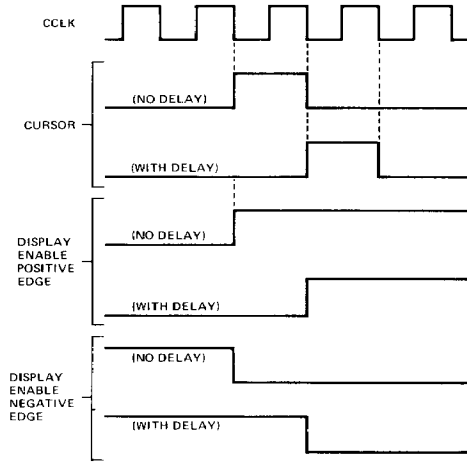 CCLK
(NO DELAY)
CURSOR
(WITH DELAY)
(NO DELAY)
DISPLAY
ENABLE
POSITIVE
EDGE
(WITH DELAY)
(NO DELAY)
DISPLAY
ENABLE
NEGATIVE
EDGE
(WITH DELAY)